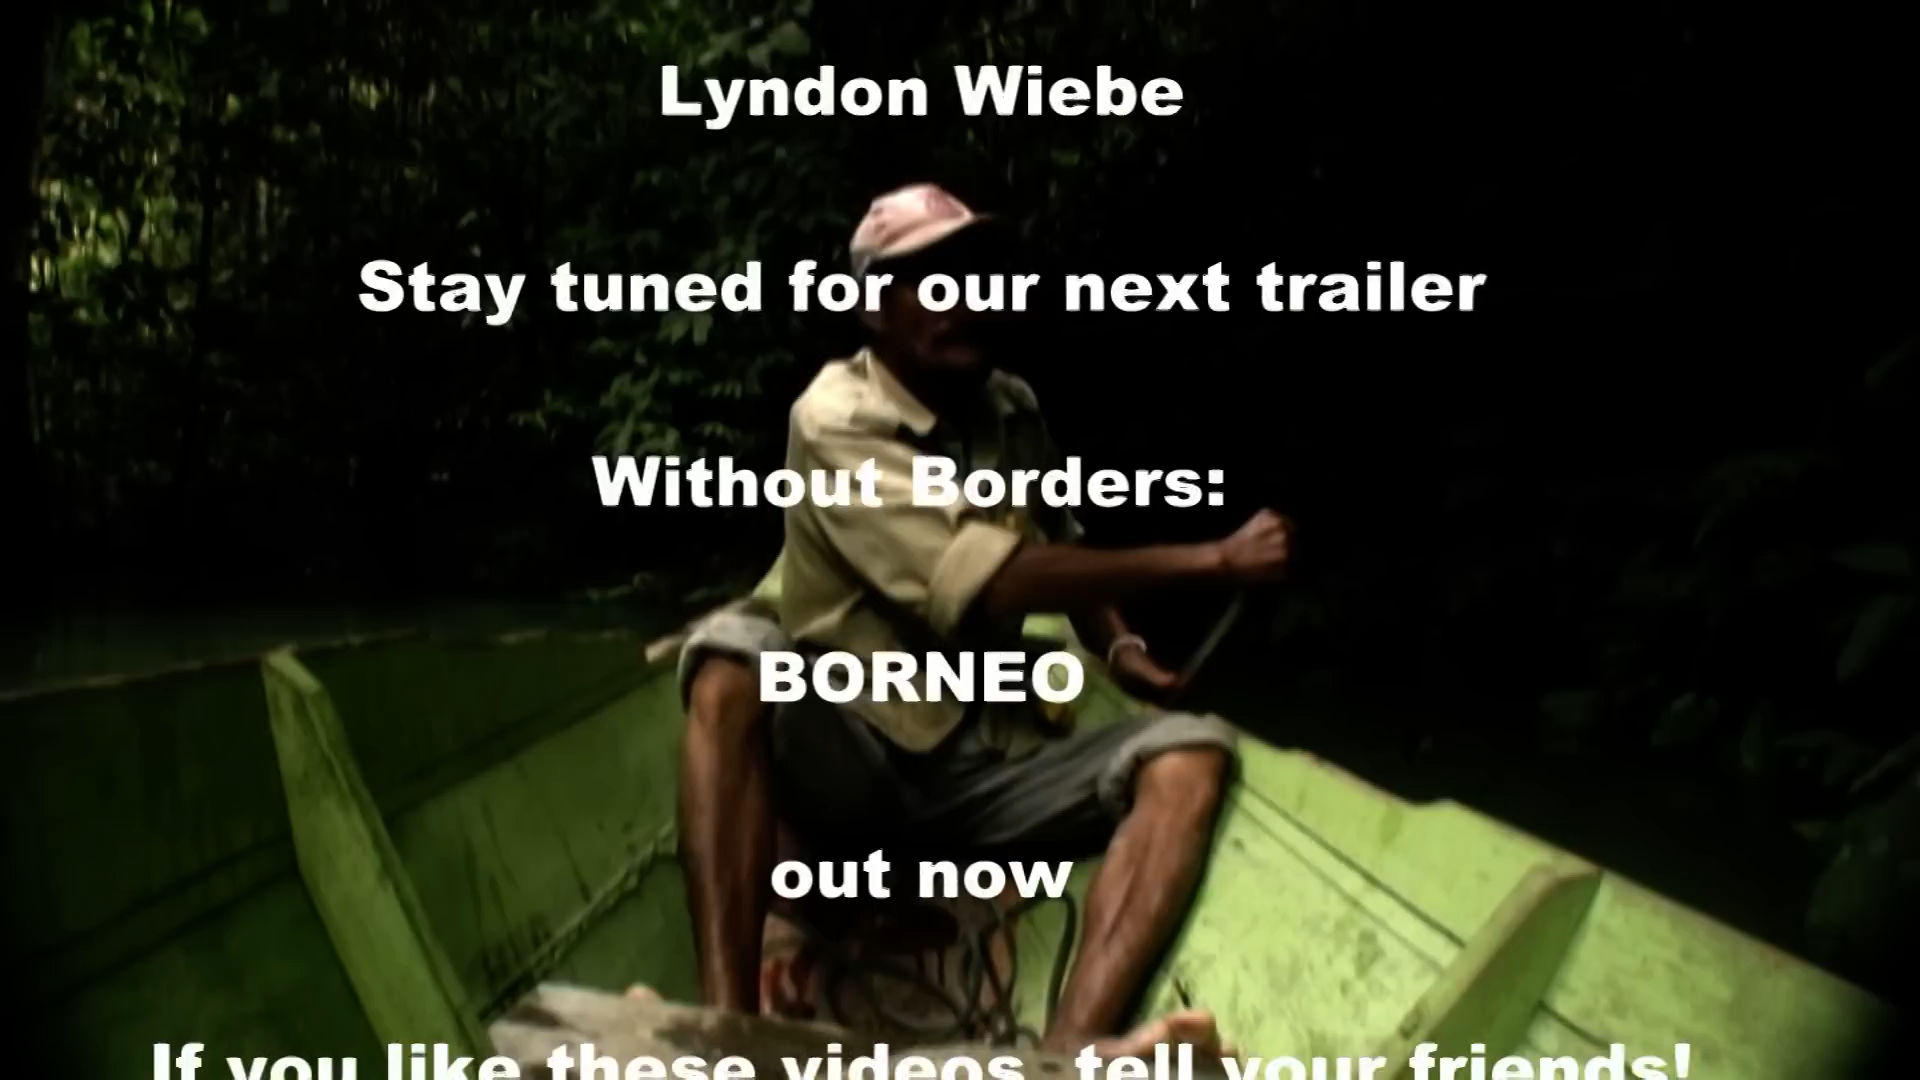 Lyndon Wiebe
Stay tuned for our next trailer
Without Borders:
BORNEO
out now
If you like these videos, tell your friends!